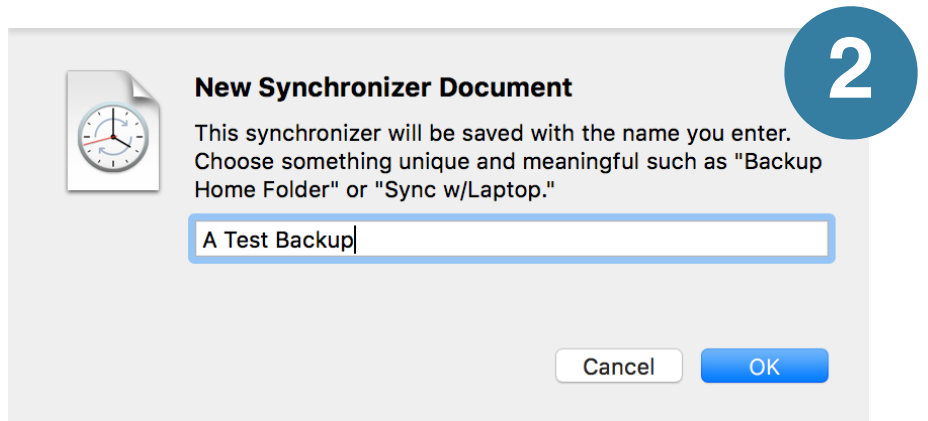 2
New Synchronizer Document
This synchronizer will be saved with the name you enter.
Choose something unique and meaningful such as "Backup
Home Folder" or "Sync w/Laptop."
A Test Backup
Cancel
OK